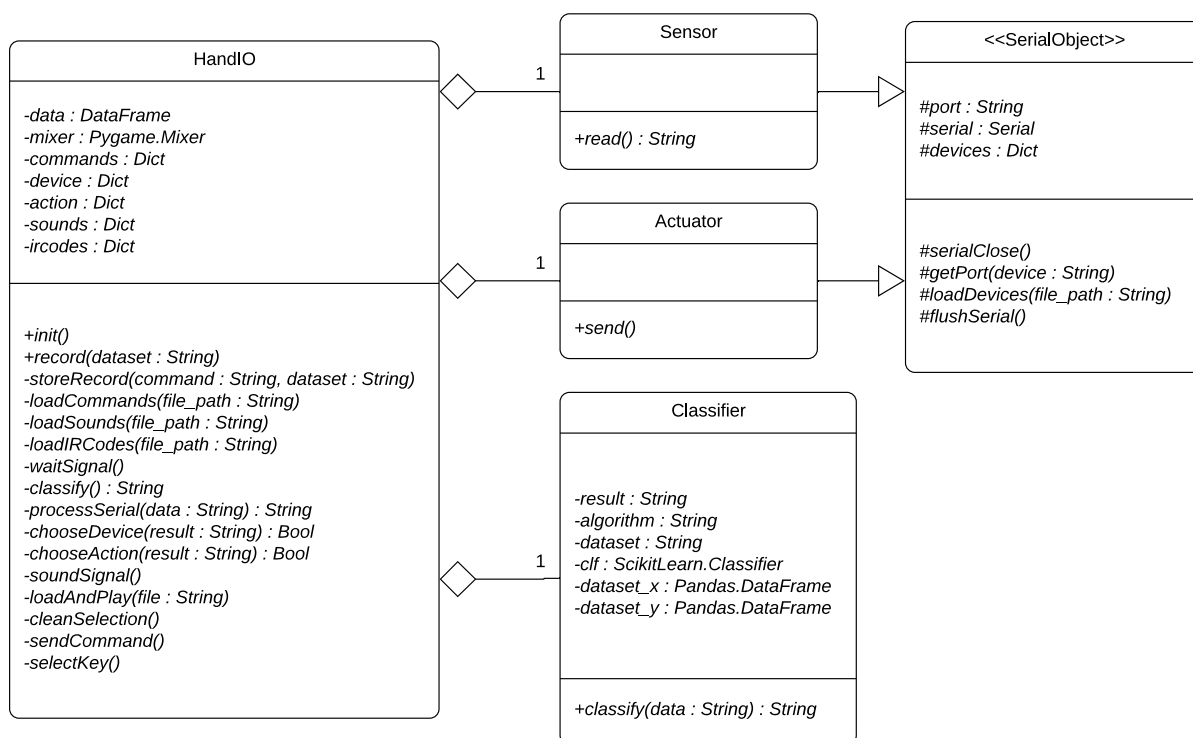 HandIO
-data : DataFrame
-mixer : Pygame.Mixer
-commands : Dict
-device : Dict
-action : Dict
-sounds : Dict
-ircodes : Dict
+init()
+record(dataset : String)
-storeRecord(command : String, dataset : String)
-loadCommands(file_path : String)
-loadSounds(file_path : String)
-loadIRCodes(file_path : String)
-waitSignal()
-classify() : String
-processSerial(data : String) : String
-chooseDevice(result : String) : Bool
-chooseAction(result : String) : Bool
-soundSignal()
-loadAndPlay(file : String)
-cleanSelection()
-sendCommand()
-selectKey()
1
Sensor
+read() : String
1
Actuator
+send()
1
Classifier
-result : String
-algorithm : String
-dataset : String
-clf : ScikitLearn.Classifier
-dataset_x : Pandas.DataFrame
-dataset_y : Pandas.DataFrame
+classify(data : String) : String
<<SerialObject>>
#port : String
#serial : Serial
#devices : Dict
#serialClose()
#getPort(device : String)
#loadDevices(file_path : String)
#flushSerial()